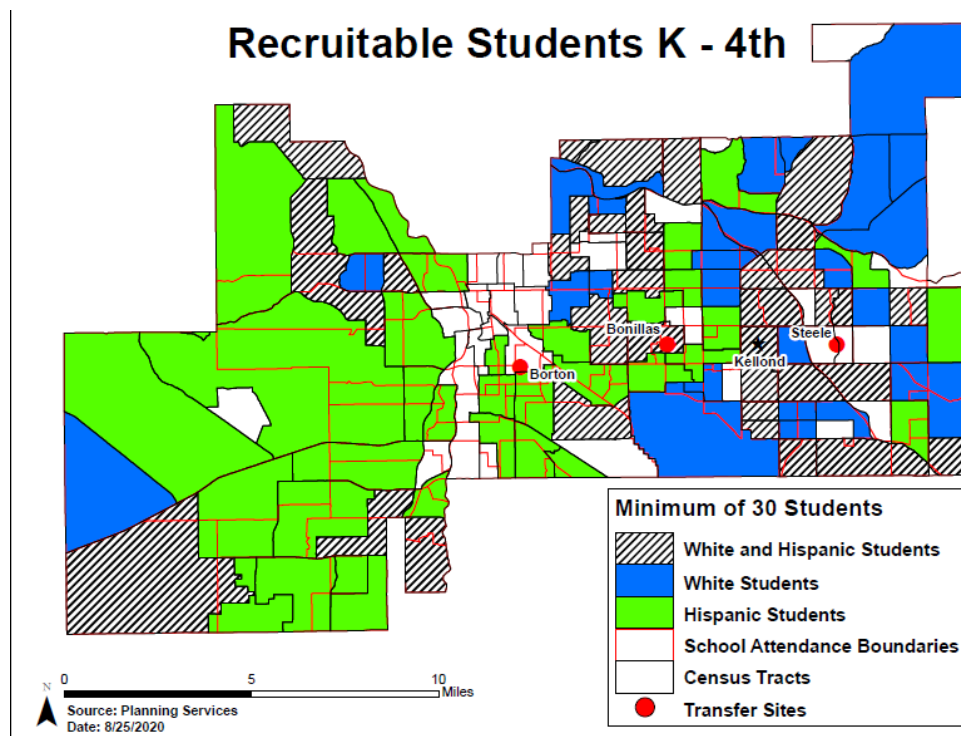 Recruitable Students K - 4th
Bonillas
Steele
Kellond
Borton
Minimum of 30 Students
White and Hispanic Students
White Students
Hispanic Students
School Attendance Boundaries
Census Tracts
Transfer Sites
N
0 5 10
Miles
Source: Planning Services
Date: 8/25/2020